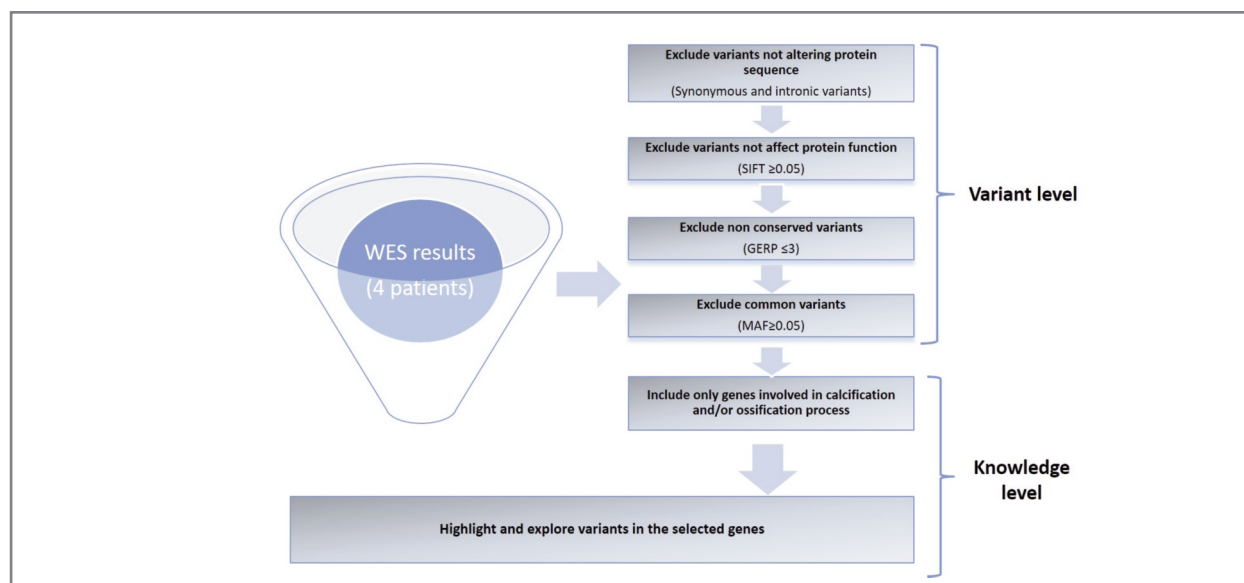 WES results
(4 patients)
Exclude variants not altering protein
sequence
(Synonymous and intronic variants)
Exclude variants not affect protein function
(SIFT ≥0.05)
Exclude non conserved variants
(GERP ≤3)
Exclude common variants
(MAF≥0.05)
Variant level
Include only genes involved in calcification
and/or ossification process
Highlight and explore variants in the selected genes
Knowledge
level